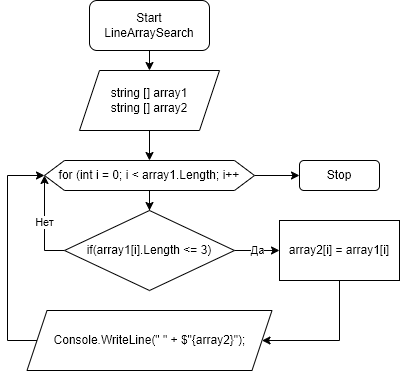 Start
LineArraySearch
string [] array1
string [] array2
for (int i = 0; i < array1.Length; i++
Stop
Нет
if(array1[i].Length <= 3)
Да
array2[i] = array1[i]
Console.WriteLine(" " + $"{array2}");